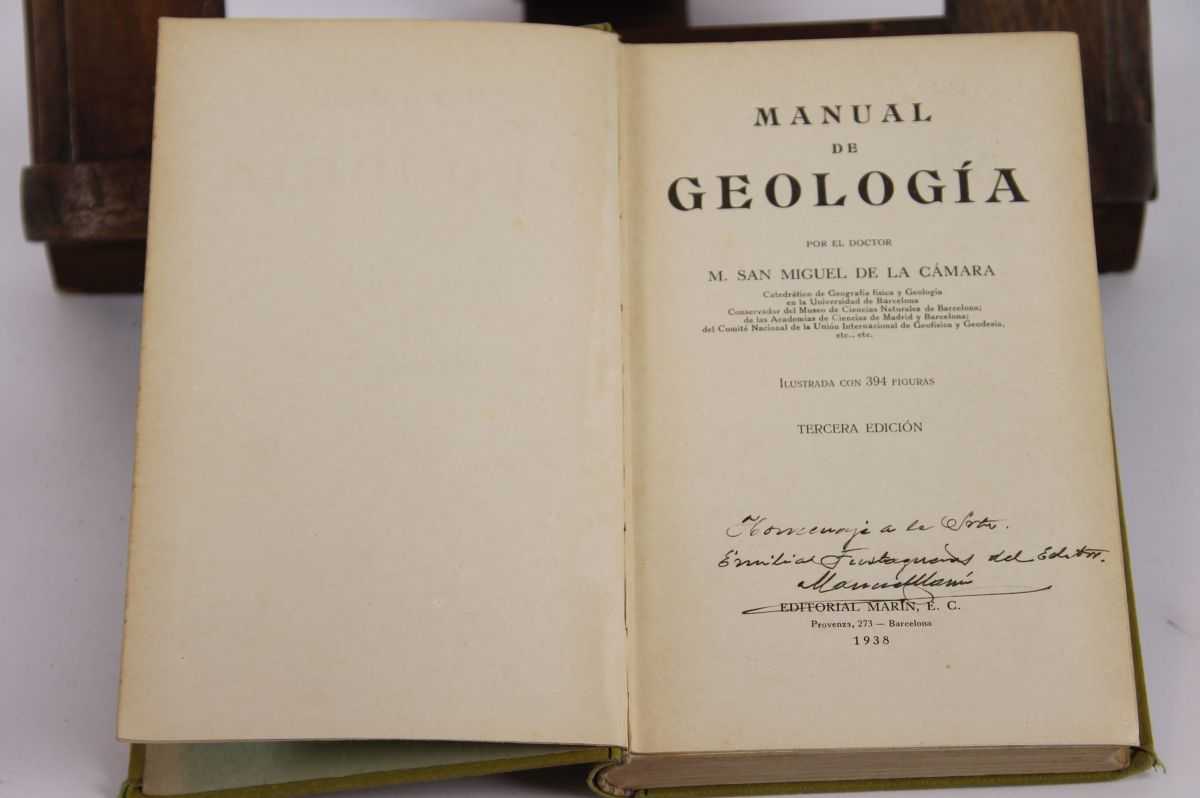 MANUAL
DE
GEOLOGÍA
POR EL DOCTOR
M. SAN MIGUEL DE LA CÁMARA
Catedrático de Geografía física y Geología
en la Universidad de Barcelona
Conservador del Museo de Ciencias Naturales de Barcelona;
de las Academias de Ciencias de Madrid y Barcelona;
del Comité Nacional de la Unión Internacional de Geofísica y Geodesia,
etc., etc.
ILUSTRADA CON 394 FIGURAS
TERCERA EDICIÓN
Homenaje a la Srta.
Emilia del Editor.
Manuel Marín
EDITORIAL MARÍN, E. C.
Provenza, 273 — Barcelona
1938